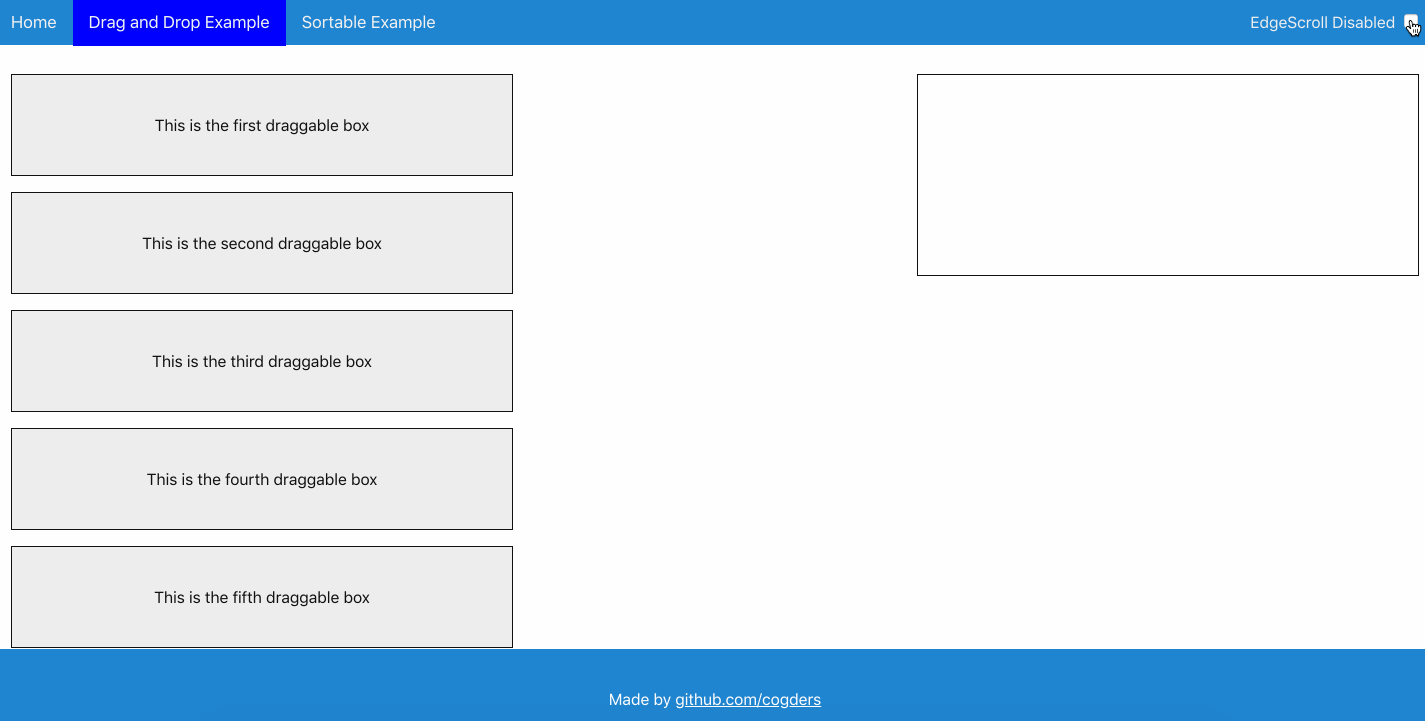 Home Drag and Drop Example Sortable Example EdgeScroll Disabled
This is the first draggable box
This is the second draggable box
This is the third draggable box
This is the fourth draggable box
This is the fifth draggable box
Made by github.com/cogders